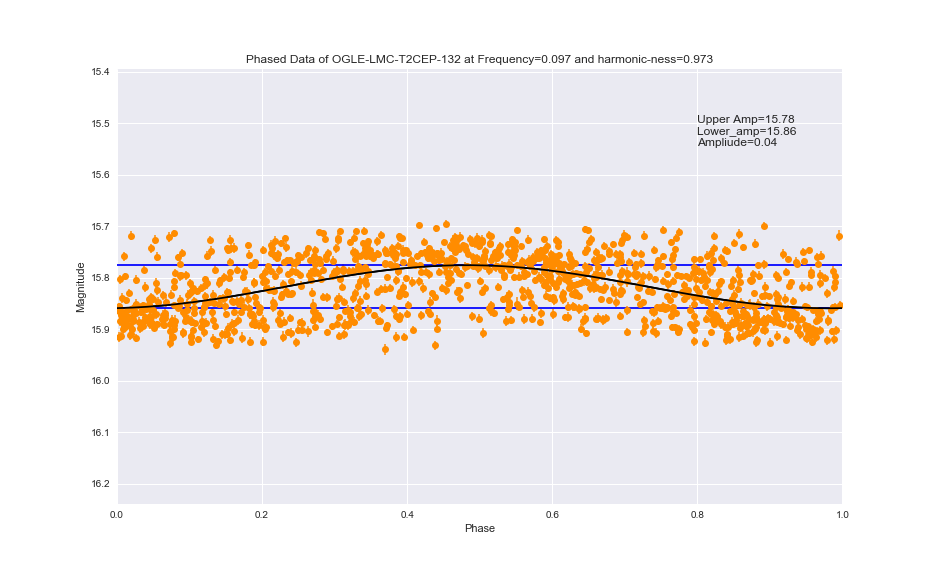 Phased Data of OGLE-LMC-T2CEP-132 at Frequency=0.097 and harmonic-ness=0.973
15.4
15.5
15.6
15.7
15.8
15.9
16.0
16.1
16.2
Magnitude
Upper Amp=15.78
Lower_amp=15.86
Ampliude=0.04
0.0
0.2
0.4
0.6
0.8
1.0
Phase